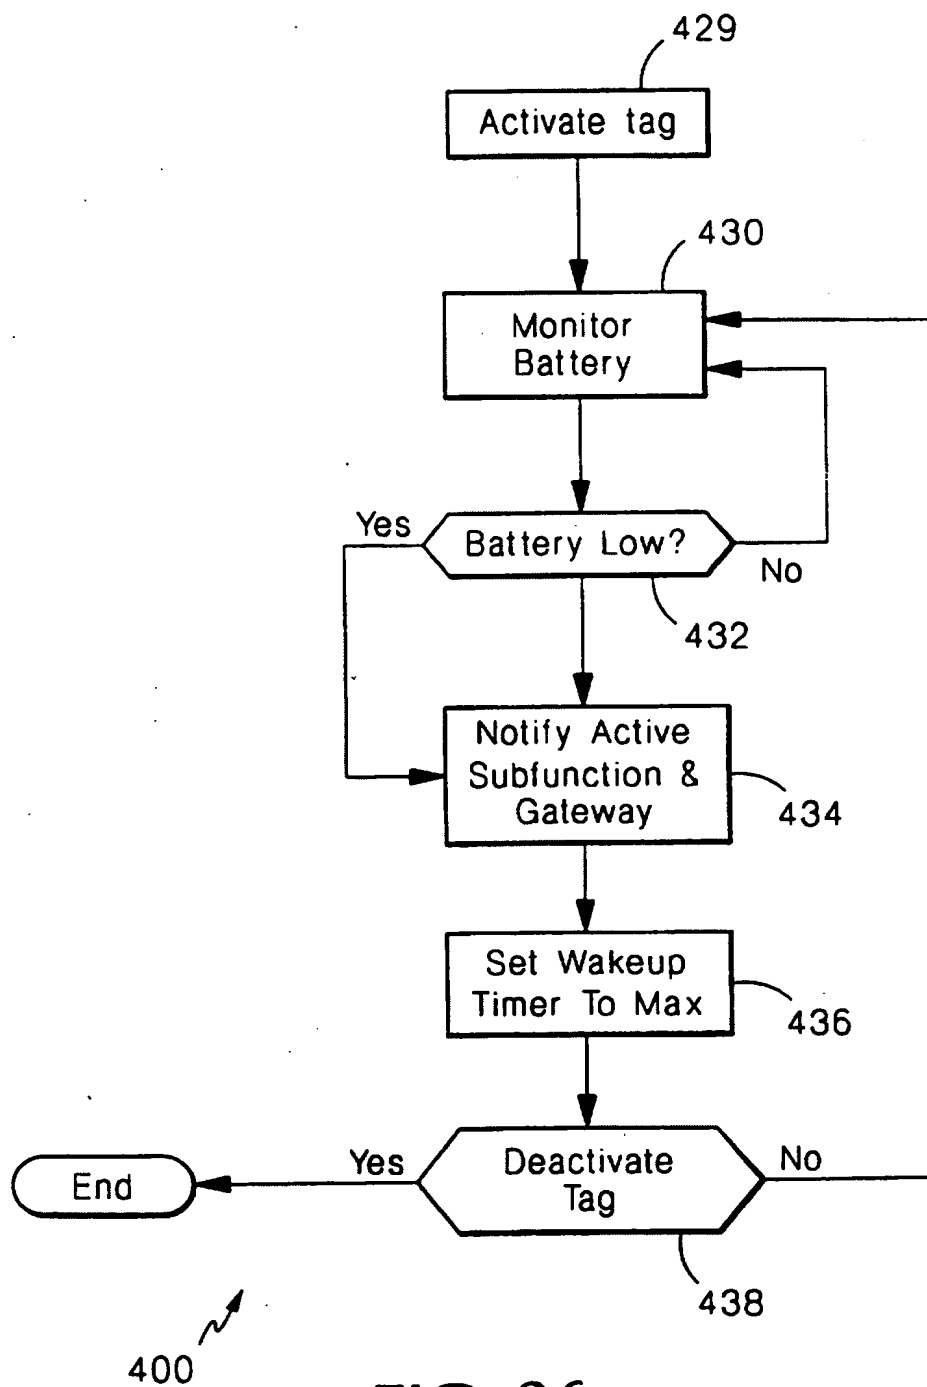 429
Activate tag
430
Monitor
Battery
Yes
Battery Low?
No
432
Notify Active
Subfunction &
Gateway
434
Set Wakeup
Timer To Max
436
End
Yes
Deactivate
Tag
No
438
400